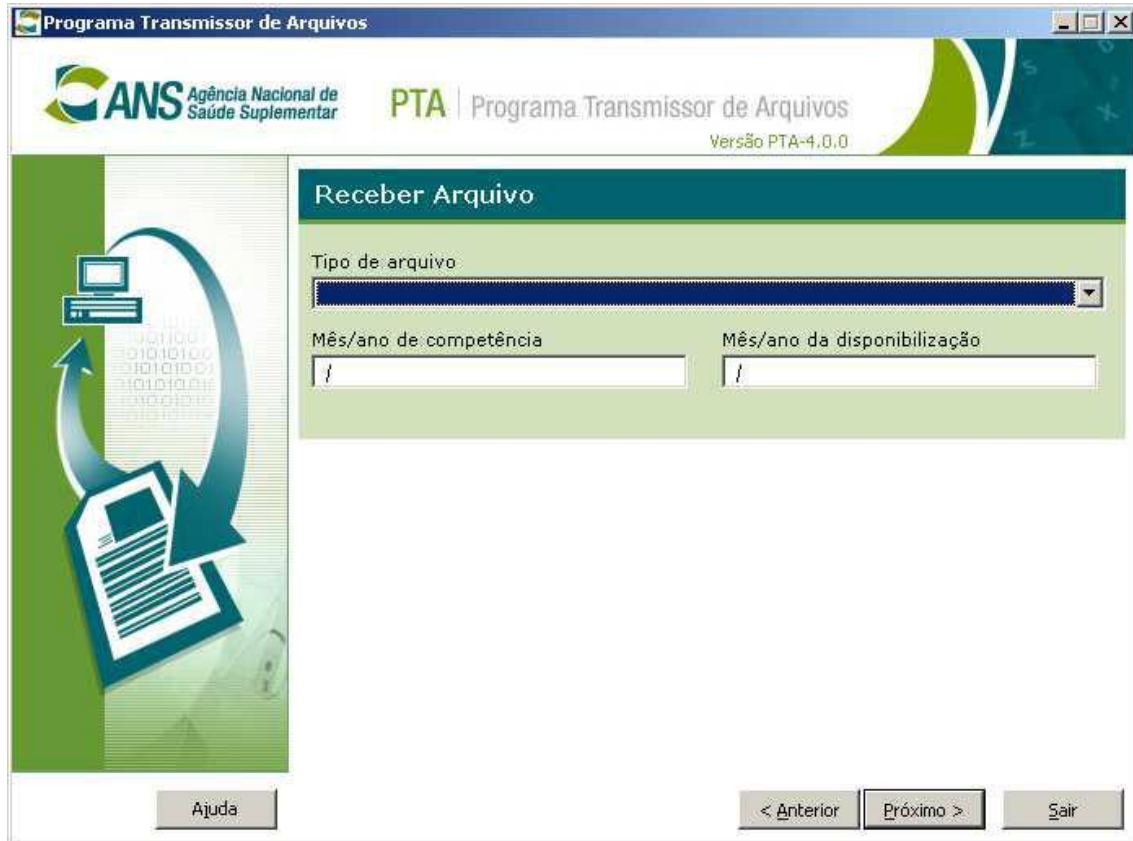 Programa Transmissor de Arquivos
ANS Agência Nacional de
Saúde Suplementar
PTA | Programa Transmissor de Arquivos
Versão PTA-4.0.0
Receber Arquivo
Tipo de arquivo
Mês/ano de competência
Mês/ano da disponibilização
/
/
Ajuda
< Anterior
Próximo >
Sair